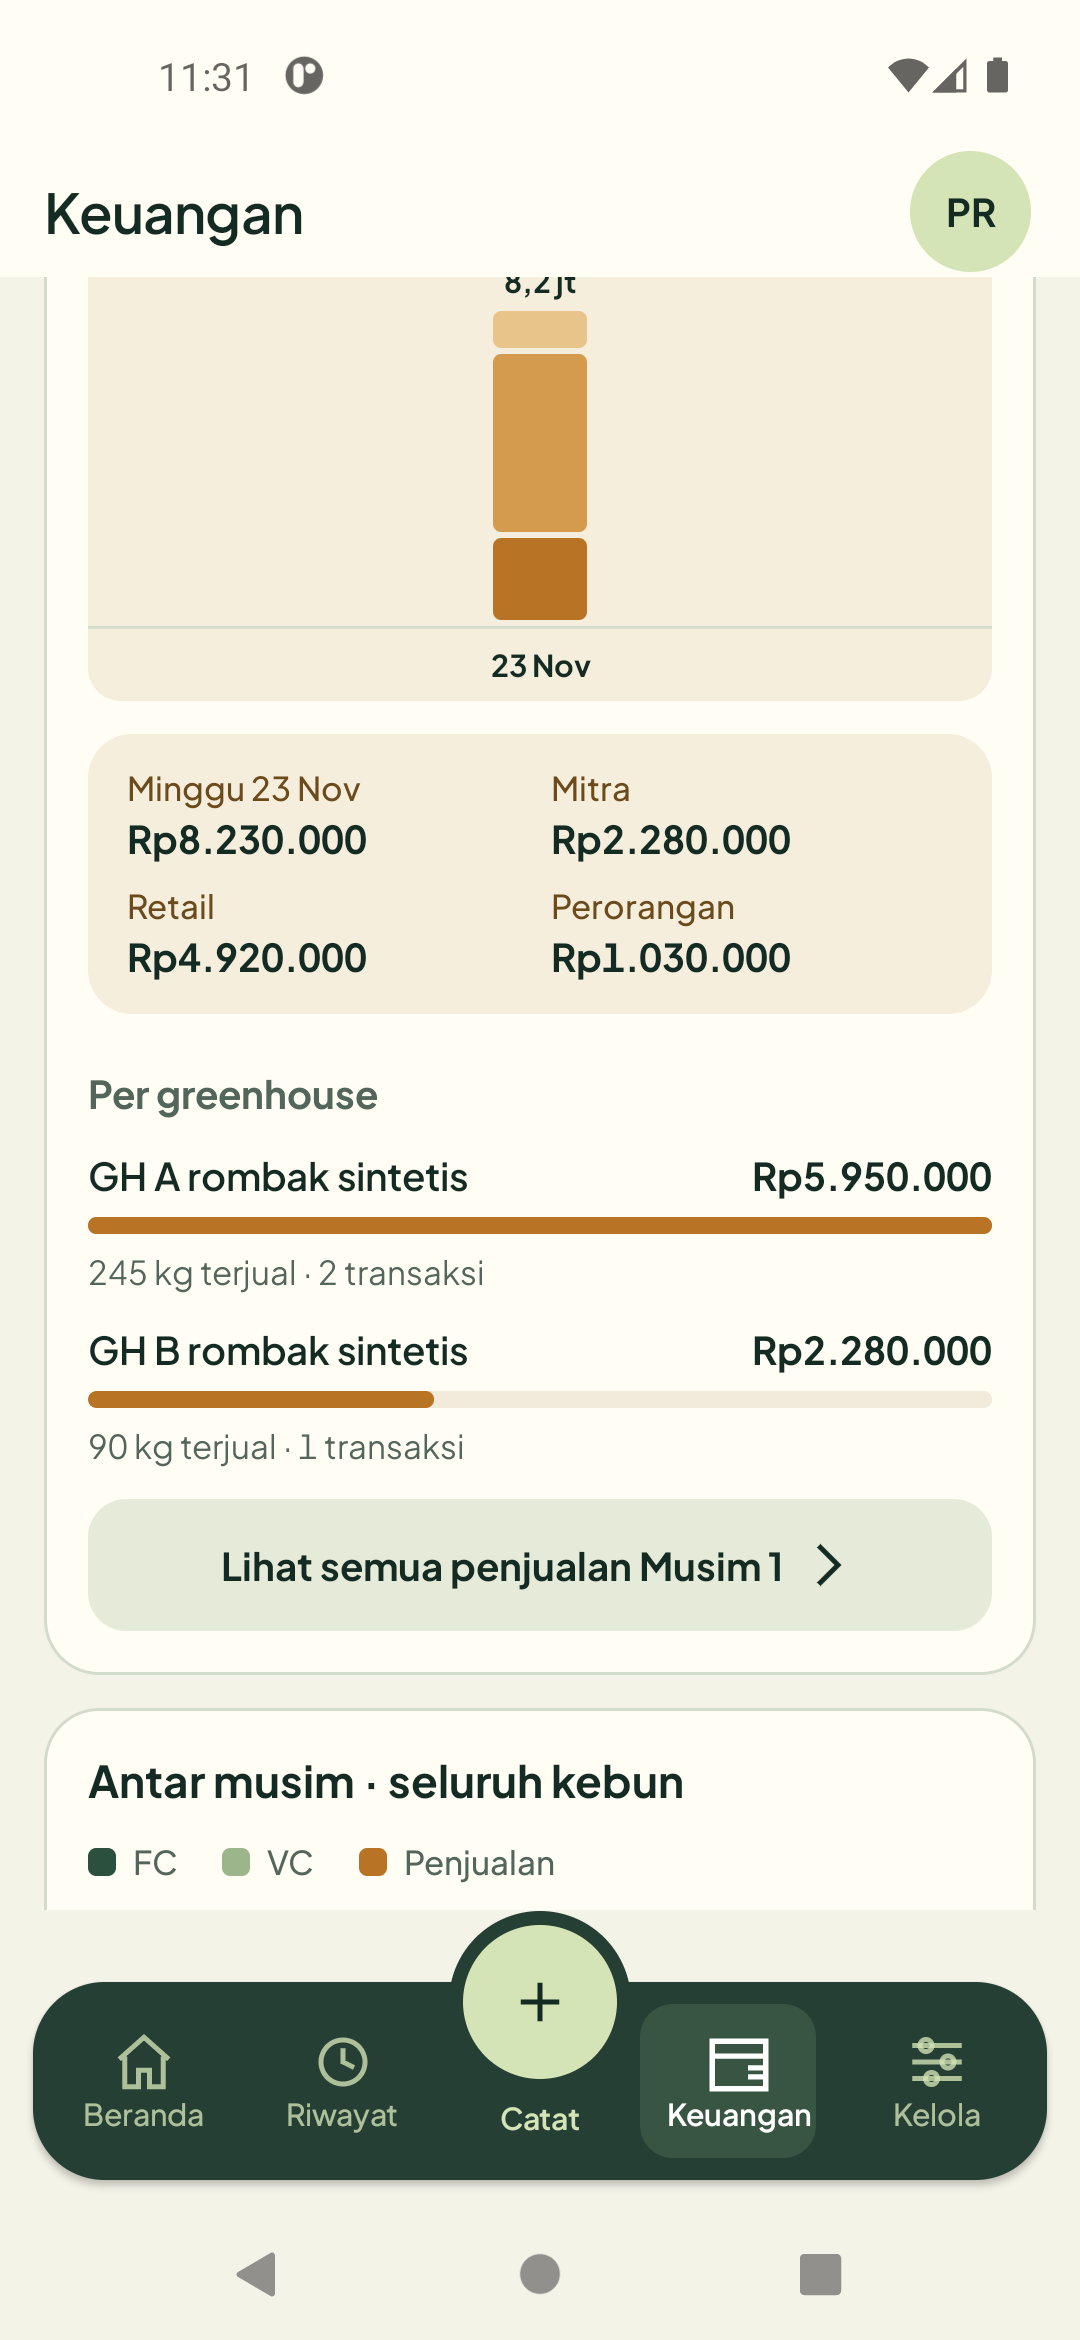 11:31
Keuangan
PR
8,2 jt
23 Nov
Minggu 23 Nov
Mitra
Rp8.230.000
Rp2.280.000
Retail
Perorangan
Rp4.920.000
Rp1.030.000
Per greenhouse
GH A rombak sintetis
Rp5.950.000
245 kg terjual · 2 transaksi
GH B rombak sintetis
Rp2.280.000
90 kg terjual · 1 transaksi
Lihat semua penjualan Musim 1
Antar musim · seluruh kebun
FC
VC
Penjualan
Beranda
Riwayat
Catat
Keuangan
Kelola